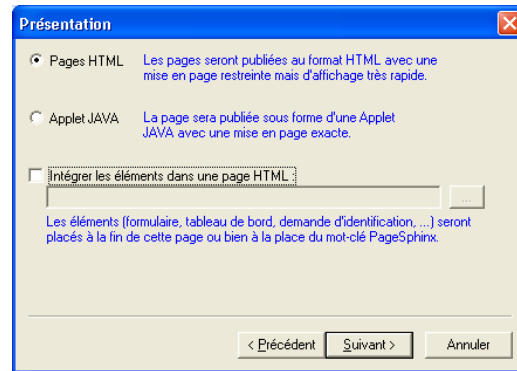 Présentation
Pages HTML Les pages seront publiées au format HTML avec une
mise en page restreinte mais d'affichage très rapide.
Applet JAVA La page sera publiée sous forme d'une Applet
JAVA avec une mise en page exacte.
Intégrer les éléments dans une page HTML :
...
Les éléments (formulaire, tableau de bord, demande d'identification, ...) seront
placés à la fin de cette page ou bien à la place du mot-clé PageSphinx.
< Précédent Suivant > Annuler